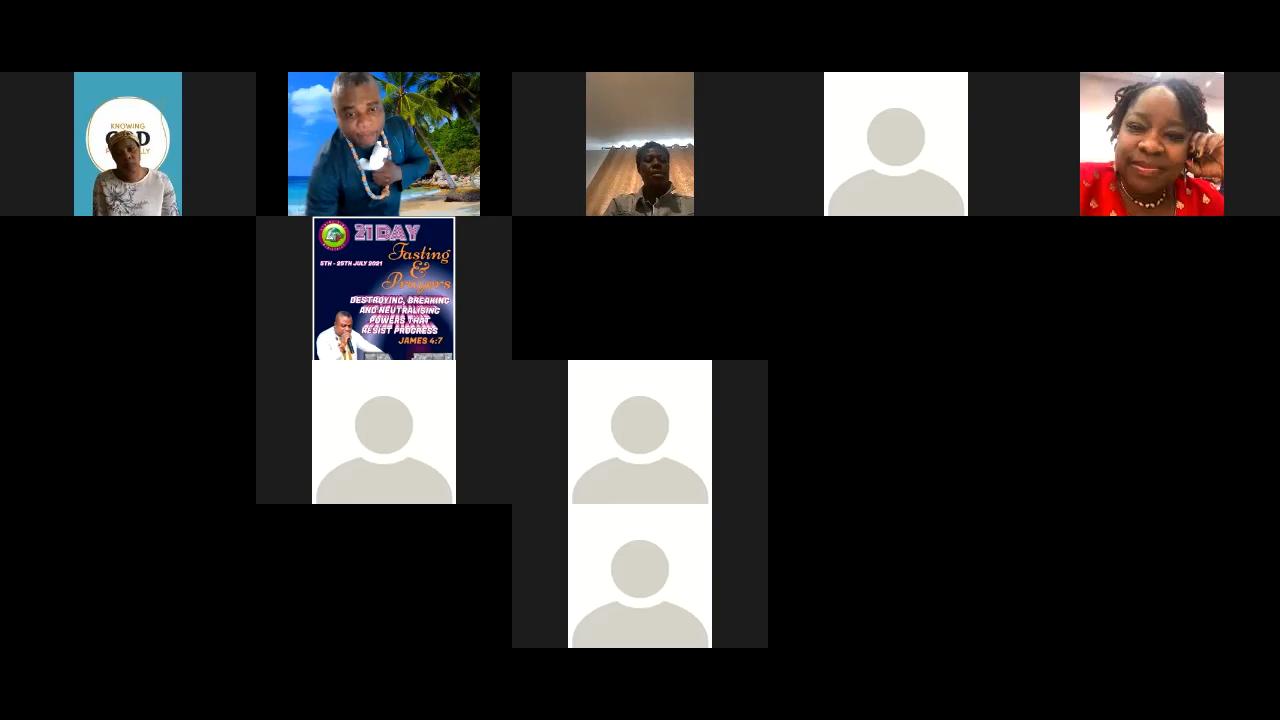 KNOWING
21 DAY
Fasting
5TH - 25TH JULY 2021
&
Prayers
DESTROYING, BREAKING
AND NEUTRALISING
POWERS THAT
RESIST PROGRESS
JAMES 4:7